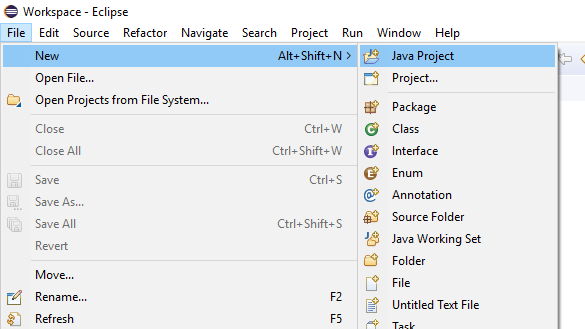 Workspace - Eclipse
File Edit Source Refactor Navigate Search Project Run Window Help
New Alt+Shift+N >
Open File...
Open Projects from File System...
Close Ctrl+W
Close All Ctrl+Shift+W
Save Ctrl+S
Save As...
Save All Ctrl+Shift+S
Revert
Move...
Rename... F2
Refresh F5
Java Project
Project...
Package
Class
Interface
Enum
Annotation
Source Folder
Java Working Set
Folder
File
Untitled Text File
Task